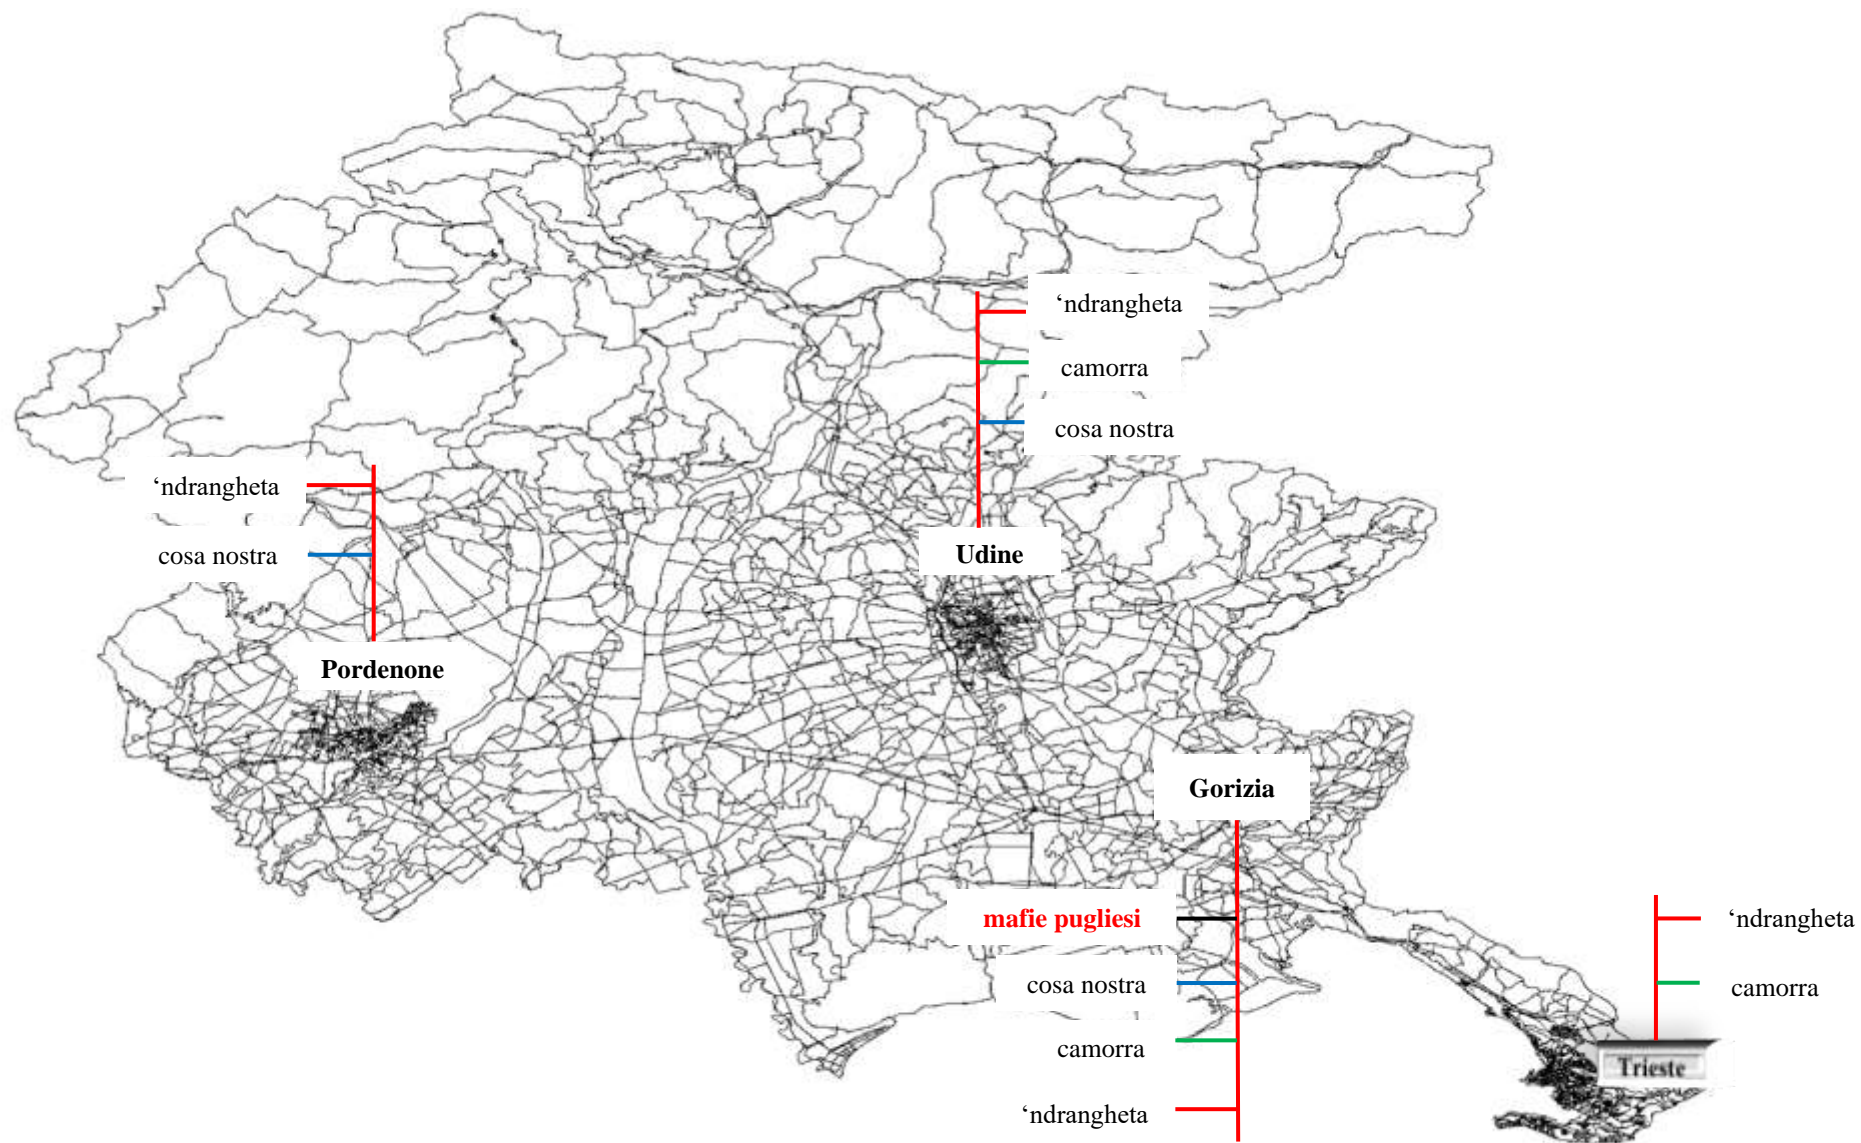 ‘ndrangheta
camorra
cosa nostra
Udine
‘ndrangheta
cosa nostra
Pordenone
Gorizia
mafie pugliesi
cosa nostra
camorra
‘ndrangheta
‘ndrangheta
camorra
Trieste